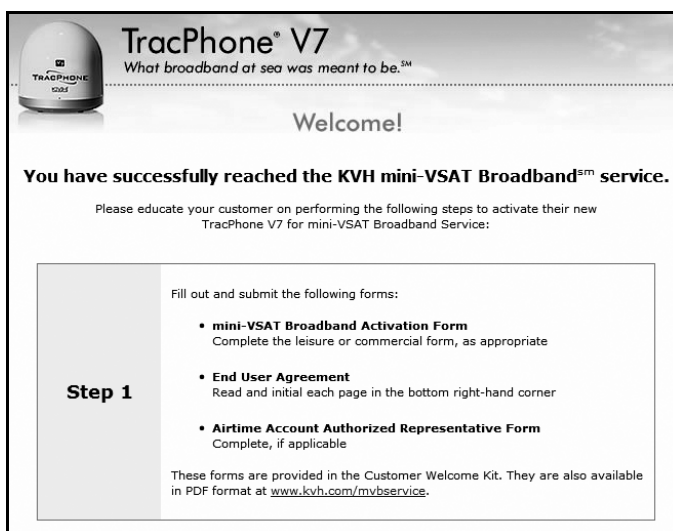 TracPhone® V7
What broadband at sea was meant to be.℠
V7
TRACPHONE
Welcome!
You have successfully reached the KVH mini-VSAT Broadband℠ service.
Please educate your customer on performing the following steps to activate their new
TracPhone V7 for mini-VSAT Broadband Service:
Step 1
Fill out and submit the following forms:
• mini-VSAT Broadband Activation Form
Complete the leisure or commercial form, as appropriate
• End User Agreement
Read and initial each page in the bottom right-hand corner
• Airtime Account Authorized Representative Form
Complete, if applicable
These forms are provided in the Customer Welcome Kit. They are also available
in PDF format at www.kvh.com/mvbservice.